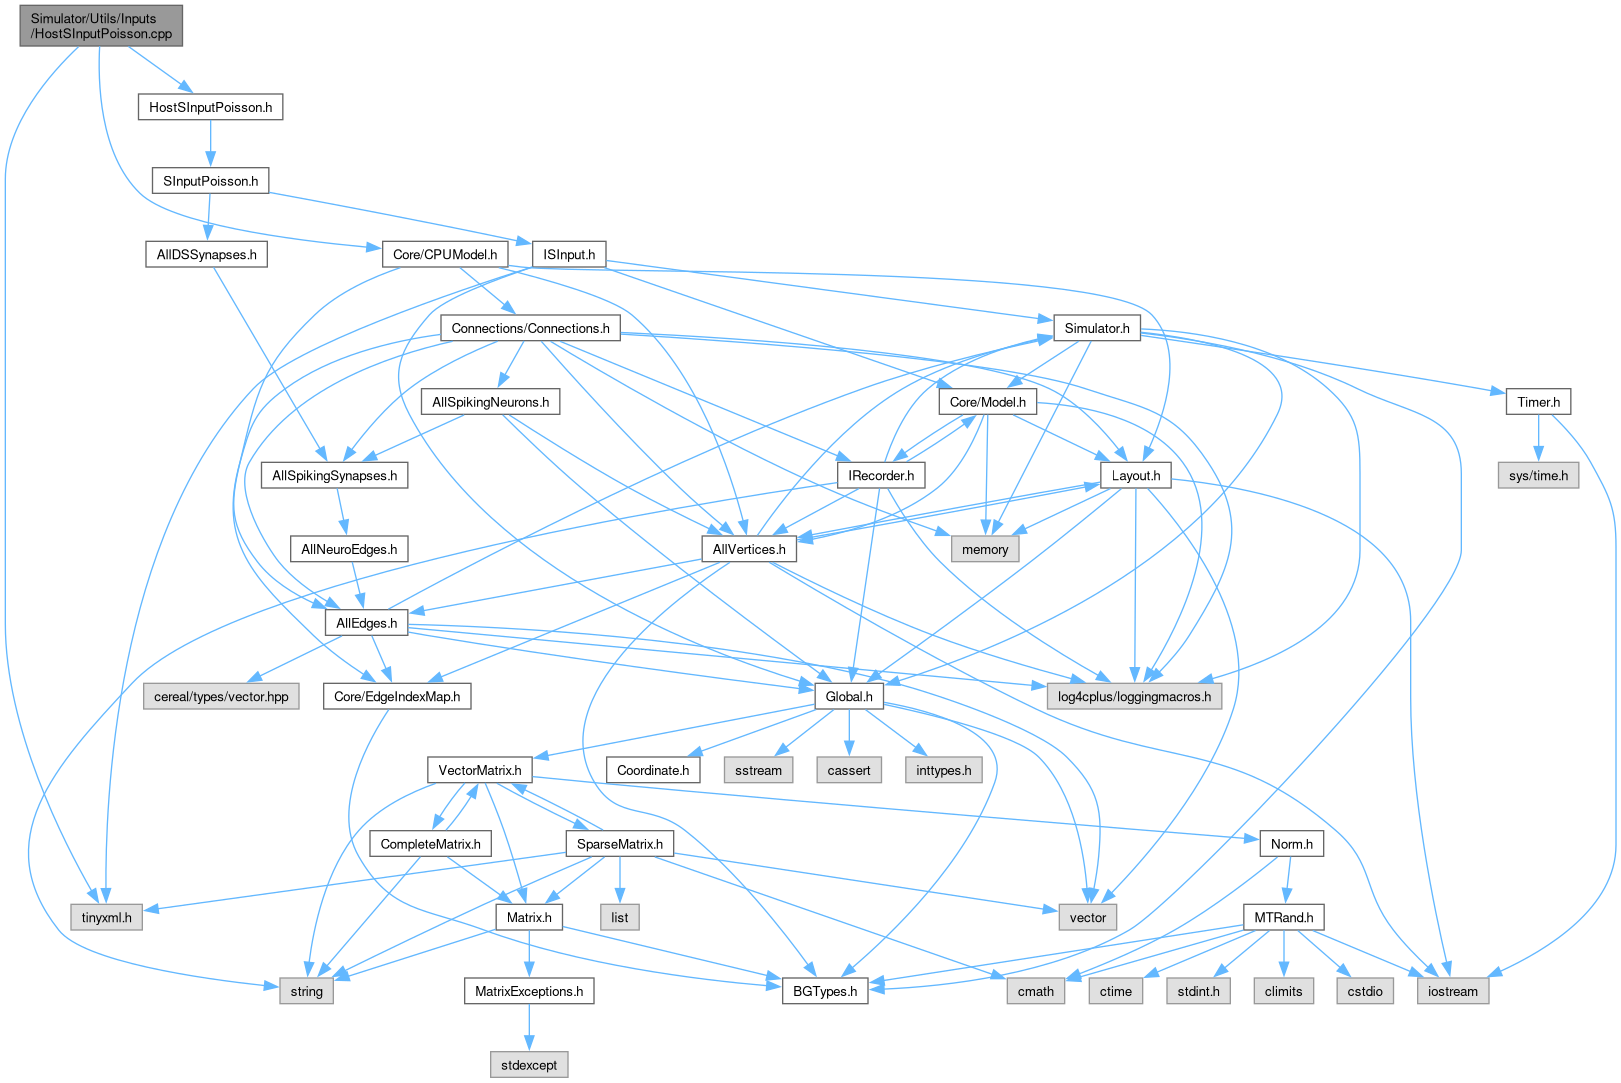 Simulator/Utils/Inputs
/HostSInputPoisson.cpp
HostSInputPoisson.h
SInputPoisson.h
AllDSSynapses.h
Core/CPUModel.h
ISInput.h
Connections/Connections.h
Simulator.h
AllSpikingNeurons.h
Core/Model.h
Timer.h
AllSpikingSynapses.h
IRecorder.h
Layout.h
sys/time.h
AllNeuroEdges.h
AllVertices.h
memory
AllEdges.h
cereal/types/vector.hpp
Core/EdgeIndexMap.h
Global.h
log4cplus/loggingmacros.h
VectorMatrix.h
Coordinate.h
sstream
cassert
inttypes.h
CompleteMatrix.h
SparseMatrix.h
Norm.h
tinyxml.h
Matrix.h
list
vector
MTRand.h
string
MatrixExceptions.h
BGTypes.h
cmath
ctime
stdint.h
climits
cstdio
iostream
stdexcept